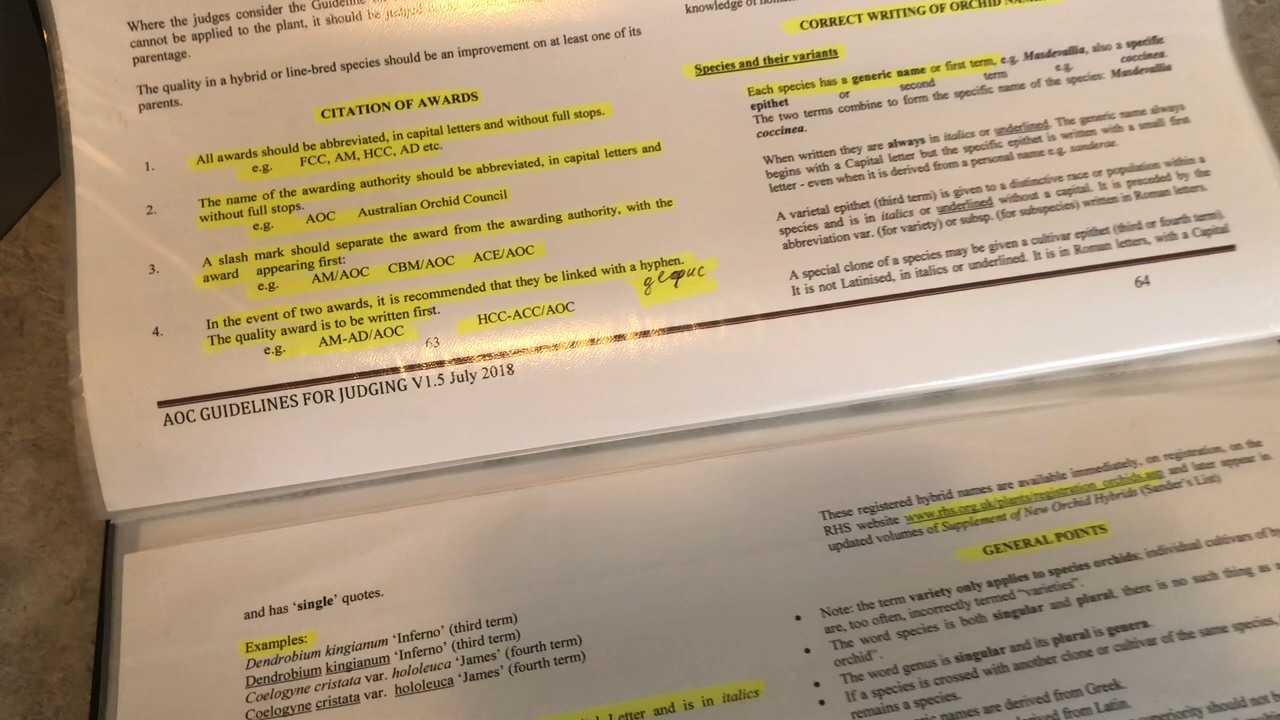 Where the judges consider the Guideline
cannot be applied to the plant, it should be judged
parentage.
The quality in a hybrid or line-bred species should be an improvement on at least one of its
parents.
CITATION OF AWARDS
1. All awards should be abbreviated, in capital letters and without full stops.
e.g. FCC, AM, HCC, AD etc.
2. The name of the awarding authority should be abbreviated, in capital letters and
without full stops.
e.g. AOC Australian Orchid Council
3. A slash mark should separate the award from the awarding authority, with the
award appearing first:
e.g. AM/AOC CBM/AOC ACE/AOC
4. In the event of two awards, it is recommended that they be linked with a hyphen.
The quality award is to be written first.
e.g. AM-AD/AOC HCC-ACC/AOC
63
AOC GUIDELINES FOR JUDGING V1.5 July 2018
knowledge of
CORRECT WRITING OF ORCHID
Species and their variants
Each species has a generic name or first term, e.g. Masdevallia, also a specific
epithet or second term e.g. coccinea.
The two terms combine to form the specific name of the species: Masdevallia
coccinea.
When written they are always in italics or underlined. The generic name always
begins with a Capital letter but the specific epithet is written with a small first
letter - even when it is derived from a personal name e.g. sanderae.
A varietal epithet (third term) is given to a distinctive race or population within a
species and is in italics or underlined without a capital. It is preceded by the
abbreviation var. (for variety) or subsp. (for subspecies) written in Roman letters.
A special clone of a species may be given a cultivar epithet (third or fourth term).
It is not Latinised, in italics or underlined. It is in Roman letters, with a Capital
64
and has 'single' quotes.
Examples:
Dendrobium kingianum 'Inferno' (third term)
Dendrobium kingianum 'Inferno' (third term)
Coelogyne cristata var. hololeuca 'James' (fourth term)
Coelogyne cristata var. hololeuca 'James' (fourth term)
Letter and is in italics
These registered hybrid names are available immediately, on registration, on the
RHS website www.rhs.org.uk/plants/registration_orchids.asp and later appear in
updated volumes of Supplement of New Orchid Hybrids (Sander's List)
GENERAL POINTS
• Note: the term variety only applies to species orchids; individual cultivars of
are, too often, incorrectly termed "varieties".
• The word species is both singular and plural, there is no such thing as
orchid".
• The word genus is singular and its plural is genera.
• If a species is crossed with another clone or cultivar of the same species,
remains a species.
names are derived from Greek.
from Latin.